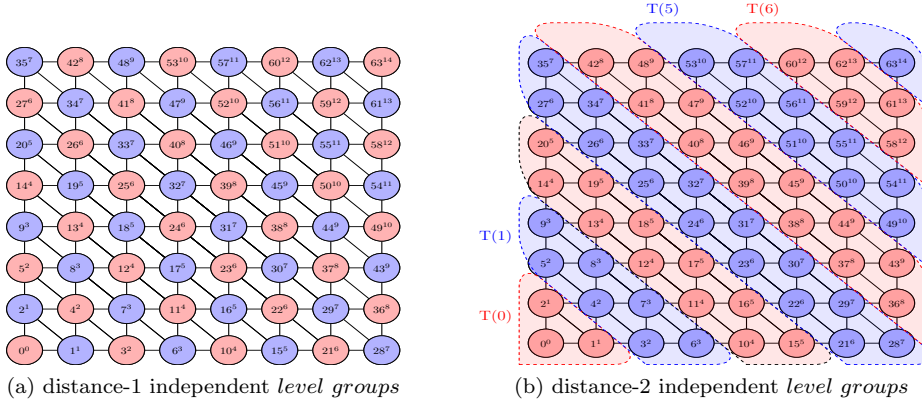 35⁷ 42⁸ 48⁹ 53¹⁰ 57¹¹ 60¹² 62¹³ 63¹⁴
27⁶ 34⁷ 41⁸ 47⁹ 52¹⁰ 56¹¹ 59¹² 61¹³
20⁵ 26⁶ 33⁷ 40⁸ 46⁹ 51¹⁰ 55¹¹ 58¹²
14⁴ 19⁵ 25⁶ 32⁷ 39⁸ 45⁹ 50¹⁰ 54¹¹
9³ 13⁴ 18⁵ 24⁶ 31⁷ 38⁸ 44⁹ 49¹⁰
5² 8³ 12⁴ 17⁵ 23⁶ 30⁷ 37⁸ 43⁹
2¹ 4² 7³ 11⁴ 16⁵ 22⁶ 29⁷ 36⁸
0⁰ 1¹ 3² 6³ 10⁴ 15⁵ 21⁶ 28⁷
(a) distance-1 independent level groups
T(5) T(6)
35⁷ 42⁸ 48⁹ 53¹⁰ 57¹¹ 60¹² 62¹³ 63¹⁴
27⁶ 34⁷ 41⁸ 47⁹ 52¹⁰ 56¹¹ 59¹² 61¹³
20⁵ 26⁶ 33⁷ 40⁸ 46⁹ 51¹⁰ 55¹¹ 58¹²
14⁴ 19⁵ 25⁶ 32⁷ 39⁸ 45⁹ 50¹⁰ 54¹¹
9³ 13⁴ 18⁵ 24⁶ 31⁷ 38⁸ 44⁹ 49¹⁰
T(1)
5² 8³ 12⁴ 17⁵ 23⁶ 30⁷ 37⁸ 43⁹
2¹ 4² 7³ 11⁴ 16⁵ 22⁶ 29⁷ 36⁸
T(0)
0⁰ 1¹ 3² 6³ 10⁴ 15⁵ 21⁶ 28⁷
(b) distance-2 independent level groups